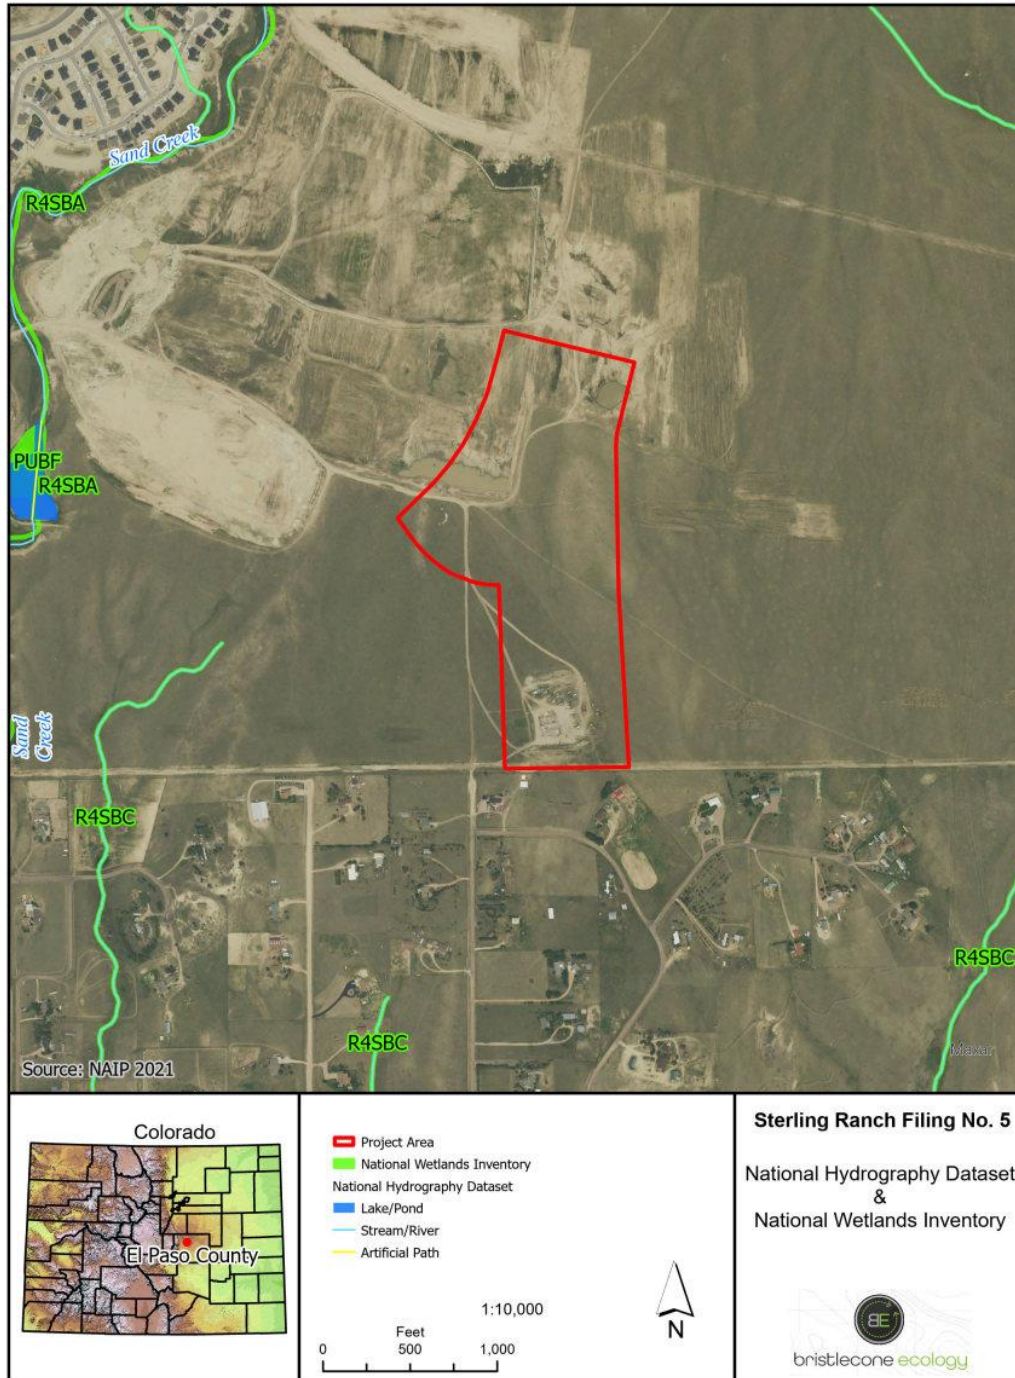 Sand Creek
R4SBA
PUBF
R4SBA
Sand
Creek
R4SBC
R4SBC
R4SBC
Maxar
Source: NAIP 2021
Colorado
El Paso County
Project Area
National Wetlands Inventory
National Hydrography Dataset
Lake/Pond
Stream/River
Artificial Path
1:10,000
Feet
0 500 1,000
N
Sterling Ranch Filing No. 5
National Hydrography Dataset
&
National Wetlands Inventory
BE
bristlecone ecology